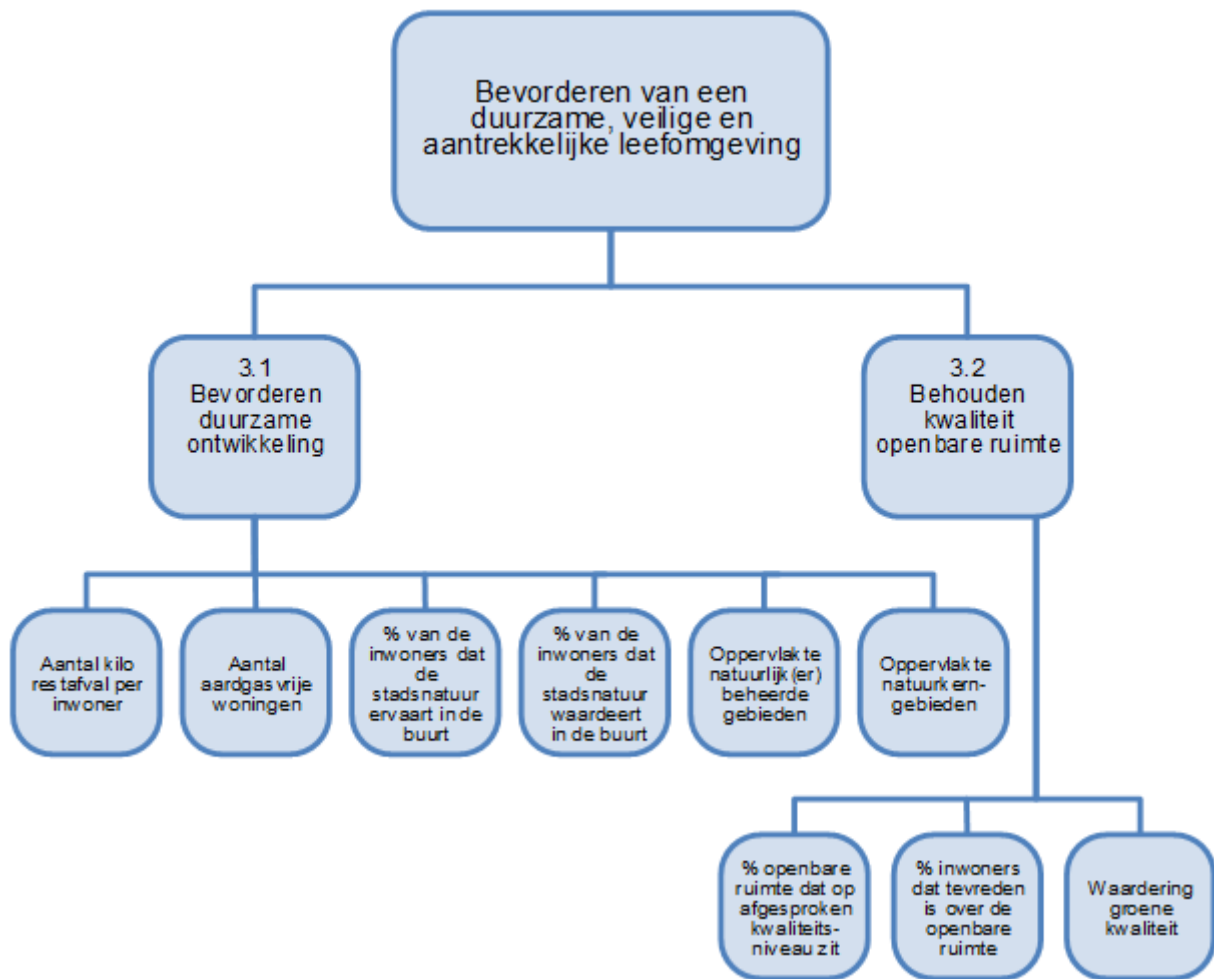 Bevorderen van een
duurzame, veilige en
aantrekkelijke leefomgeving
3.1
Bevorderen
duurzame
ontwikkeling
3.2
Behouden
kwaliteit
openbare ruimte
Aantal kilo
restafval per
inwoner
Aantal
aardgasvrije
woningen
% van de
inwoners dat
de
stadsnatuur
ervaart in de
buurt
% van de
inwoners dat
de
stadsnatuur
waardeert
in de buurt
Oppervlakte
natuurlijk(er)
beheerde
gebieden
Oppervlakte
natuurkern-
gebieden
% openbare
ruimte dat op
afgesproken
kwaliteits-
niveau zit
% inwoners
dat tevreden
is over de
openbare
ruimte
Waardering
groene
kwaliteit